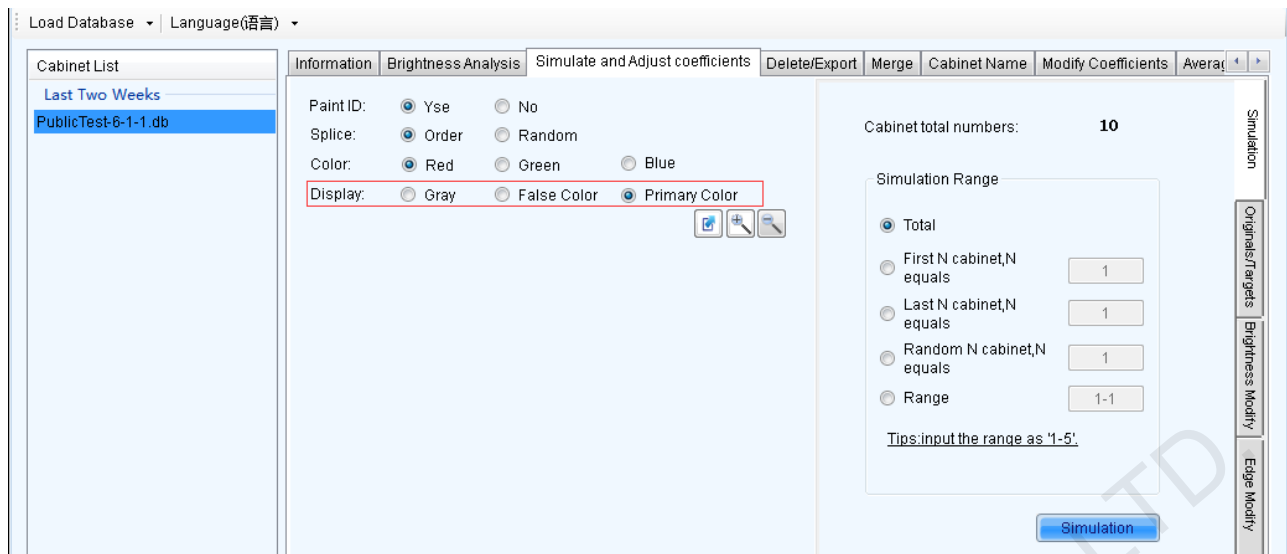 Load Database Language(语言)
Cabinet List
Last Two Weeks
PublicTest-6-1-1.db
Information Brightness Analysis Simulate and Adjust coefficients Delete/Export Merge Cabinet Name Modify Coefficients
Paint ID: Yse No
Splice: Order Random
Color: Red Green Blue
Display: Gray False Color Primary Color
Cabinet total numbers: 10
Simulation Range
Total
First N cabinet,N
equals 1
Last N cabinet,N
equals 1
Random N cabinet,N
equals 1
Range 1-1
Tips:input the range as '1-5'.
Simulation
Simulation
Originals/Targets
Brightness Modify
Edge Modify
LTD.